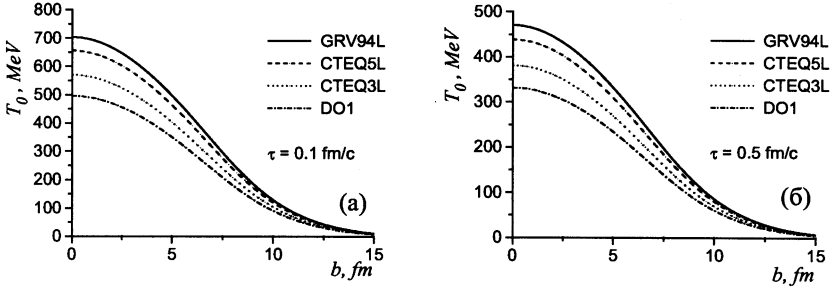 T₀, MeV
800
700
600
500
400
300
200
100
0
GRV94L
CTEQ5L
CTEQ3L
DO1
τ = 0.1 fm/c
(а)
0 5 10 15
b, fm
T₀, MeV
500
400
300
200
100
0
GRV94L
CTEQ5L
CTEQ3L
DO1
τ = 0.5 fm/c
(б)
0 5 10 15
b, fm